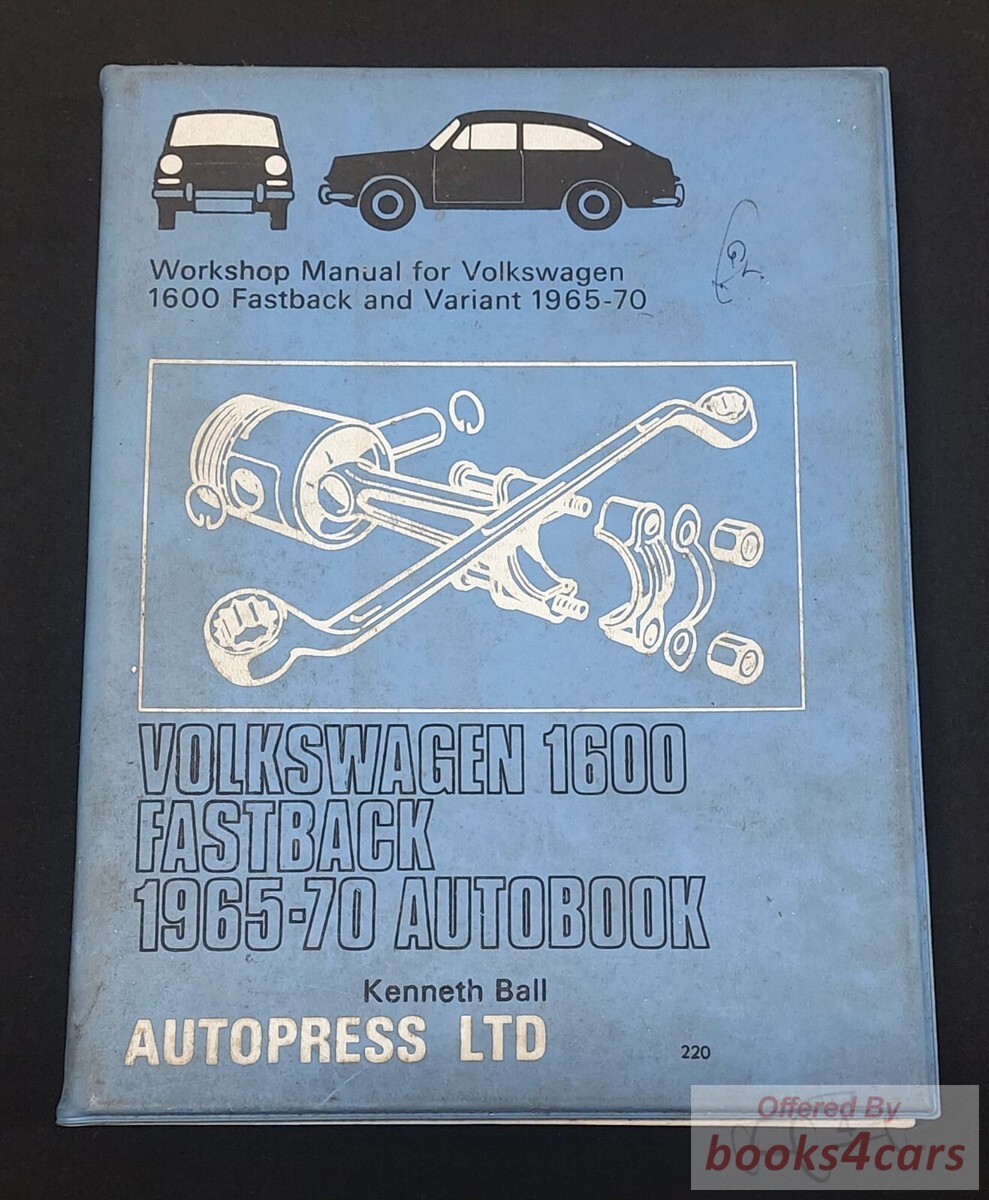 Workshop Manual for Volkswagen
1600 Fastback and Variant 1965-70
VOLKSWAGEN 1600
FASTBACK
1965-70 AUTOBOOK
Kenneth Ball
AUTOPRESS LTD
220
Offered By
books4cars